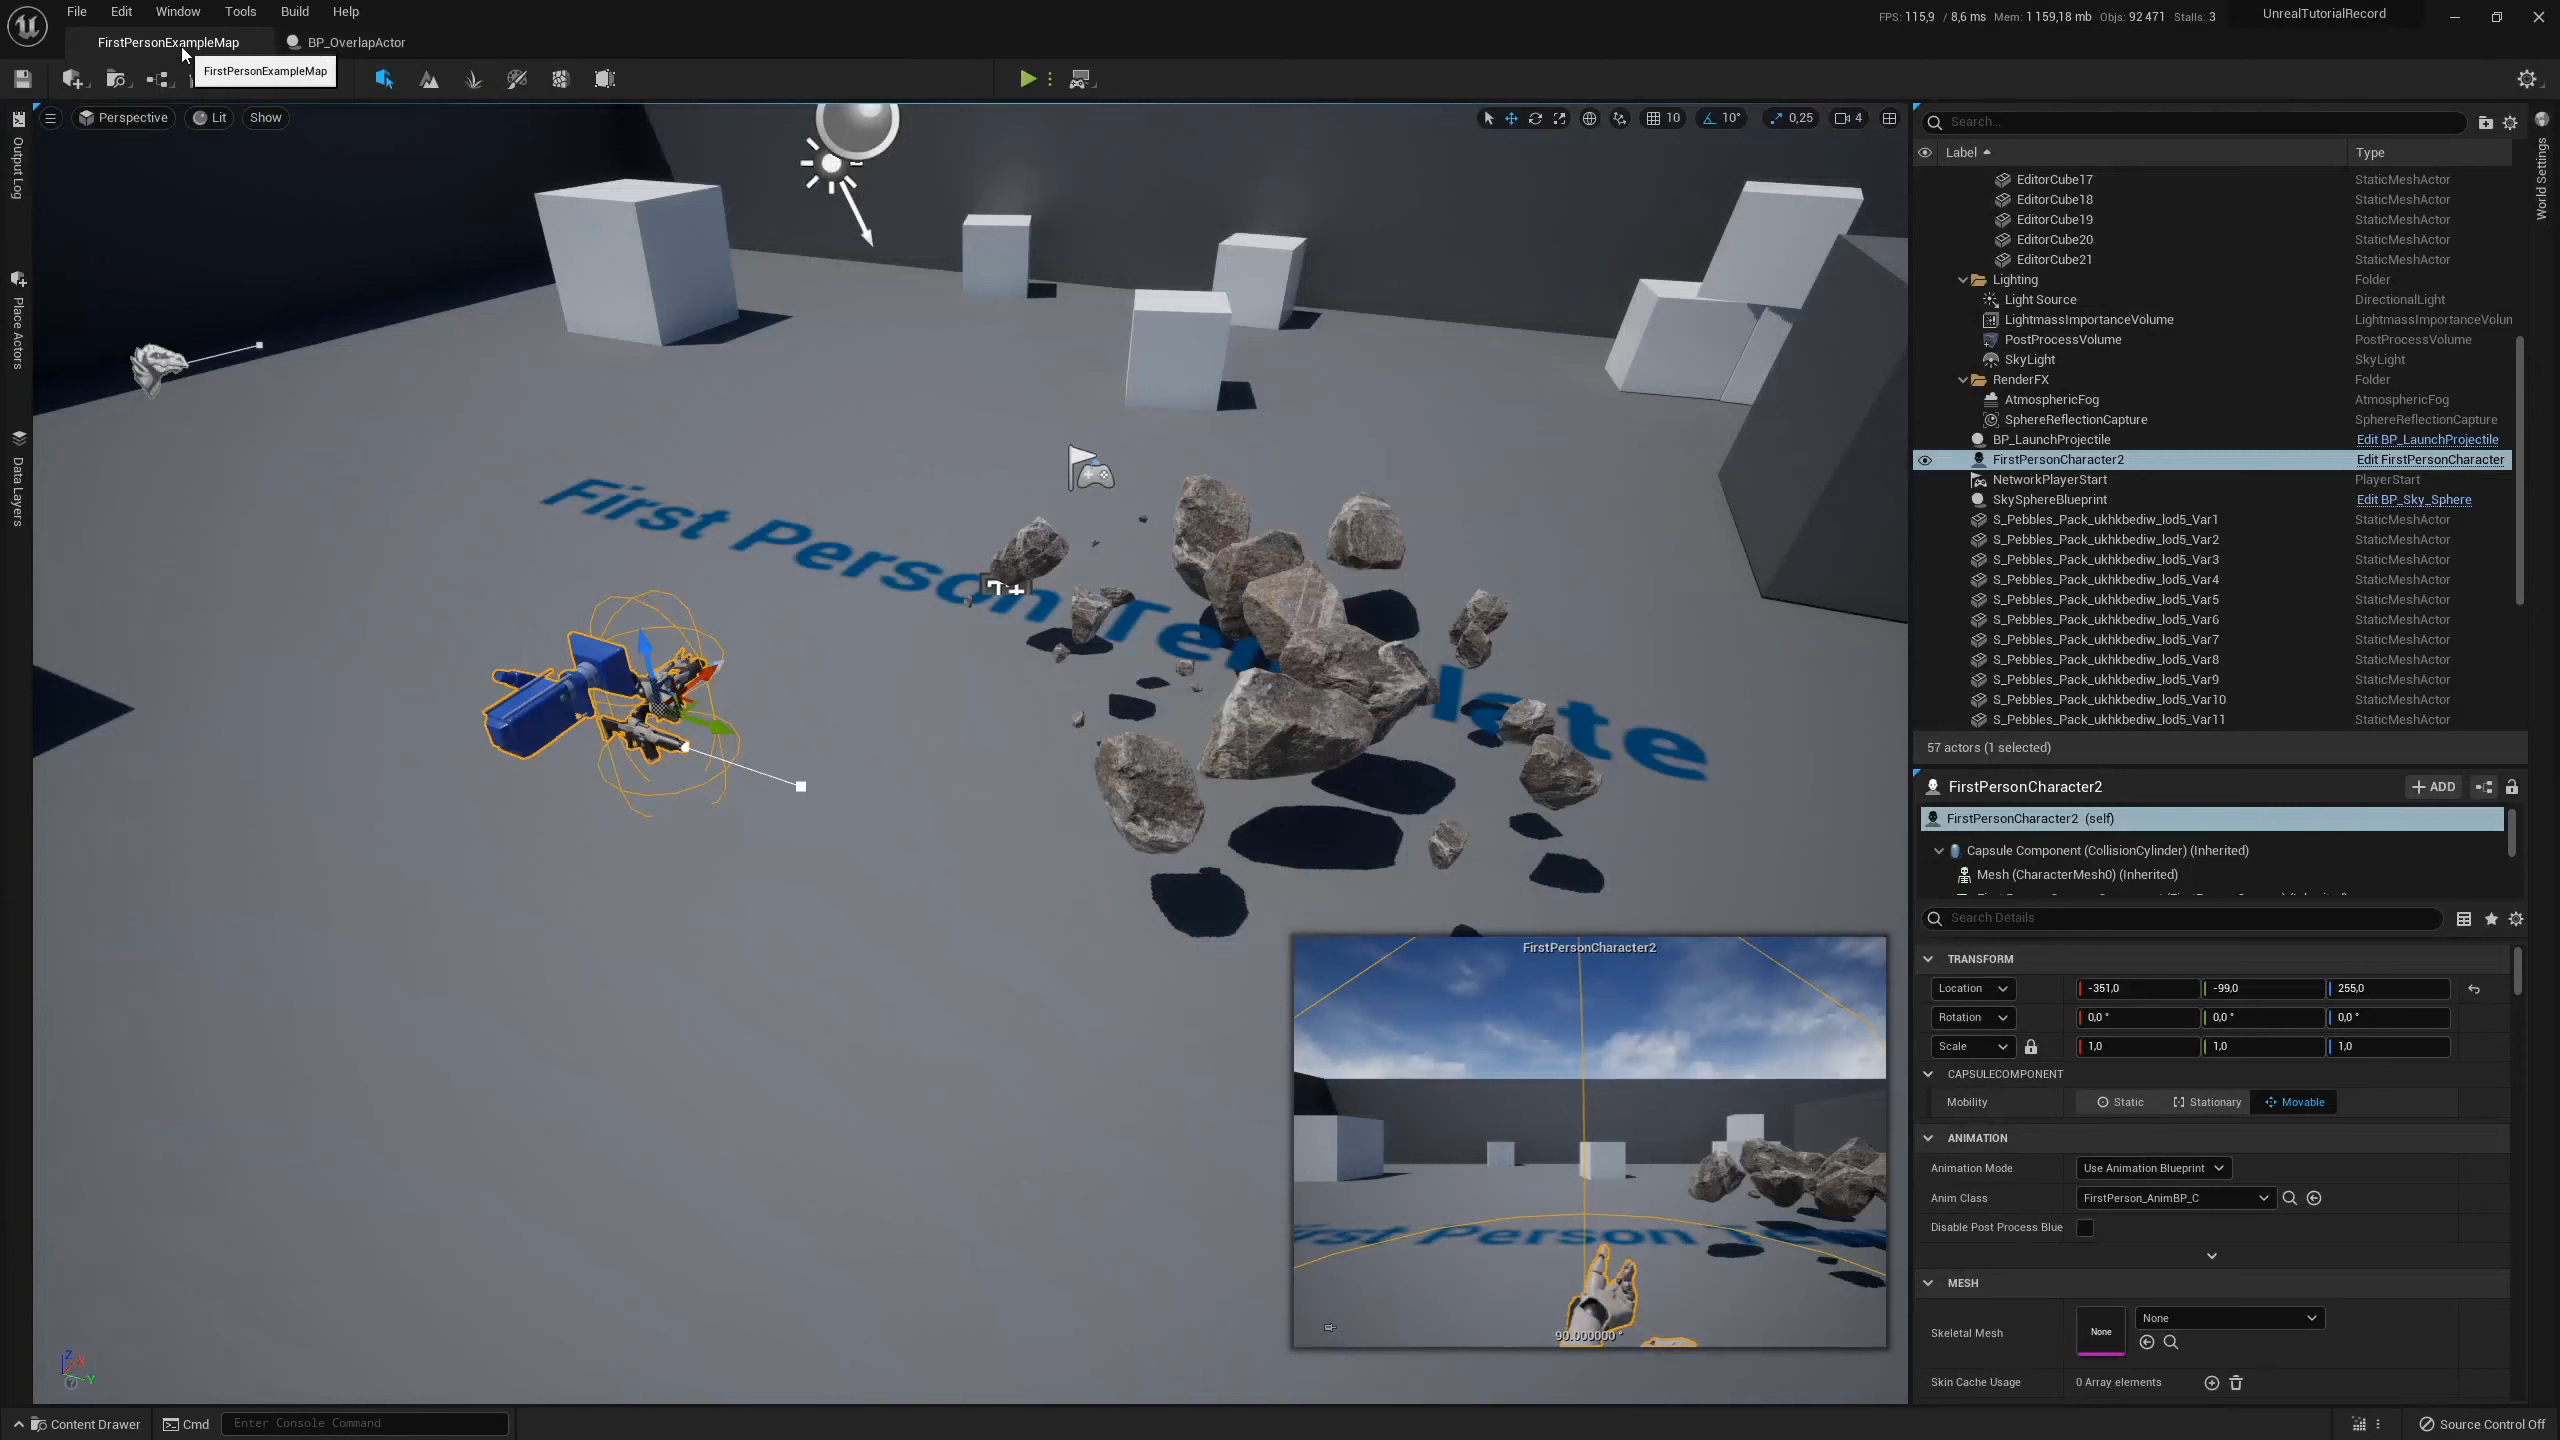 File Edit Window Tools Build Help
FPS: 115,9 / 8,6 ms Mem: 1 159,18 mb Objs: 92 471 Stalls: 3
UnrealTutorialRecord
FirstPersonExampleMap
BP_OverlapActor
FirstPersonExampleMap
Perspective Lit Show
10 10° 0,25 4
Output Log
Place Actors
Data Layers
World Settings
Search...
Label Type
EditorCube17 StaticMeshActor
EditorCube18 StaticMeshActor
EditorCube19 StaticMeshActor
EditorCube20 StaticMeshActor
EditorCube21 StaticMeshActor
Lighting Folder
Light Source DirectionalLight
LightmassImportanceVolume LightmassImportanceVolun
PostProcessVolume PostProcessVolume
SkyLight SkyLight
RenderFX Folder
AtmosphericFog AtmosphericFog
SphereReflectionCapture SphereReflectionCapture
BP_LaunchProjectile Edit BP_LaunchProjectile
FirstPersonCharacter2 Edit FirstPersonCharacter
NetworkPlayerStart PlayerStart
SkySphereBlueprint Edit BP_Sky_Sphere
S_Pebbles_Pack_ukhkbediw_lod5_Var1 StaticMeshActor
S_Pebbles_Pack_ukhkbediw_lod5_Var2 StaticMeshActor
S_Pebbles_Pack_ukhkbediw_lod5_Var3 StaticMeshActor
S_Pebbles_Pack_ukhkbediw_lod5_Var4 StaticMeshActor
S_Pebbles_Pack_ukhkbediw_lod5_Var5 StaticMeshActor
S_Pebbles_Pack_ukhkbediw_lod5_Var6 StaticMeshActor
S_Pebbles_Pack_ukhkbediw_lod5_Var7 StaticMeshActor
S_Pebbles_Pack_ukhkbediw_lod5_Var8 StaticMeshActor
S_Pebbles_Pack_ukhkbediw_lod5_Var9 StaticMeshActor
S_Pebbles_Pack_ukhkbediw_lod5_Var10 StaticMeshActor
S_Pebbles_Pack_ukhkbediw_lod5_Var11 StaticMeshActor
57 actors (1 selected)
First Person Template
FirstPersonCharacter2
First Person Te
90.000000 °
FirstPersonCharacter2 + ADD
FirstPersonCharacter2 (self)
Capsule Component (CollisionCylinder) (Inherited)
Mesh (CharacterMesh0) (Inherited)
Search Details
TRANSFORM
Location -351,0 -99,0 255,0
Rotation 0,0 ° 0,0 ° 0,0 °
Scale 1,0 1,0 1,0
CAPSULECOMPONENT
Mobility Static Stationary Movable
ANIMATION
Animation Mode Use Animation Blueprint
Anim Class FirstPerson_AnimBP_C
Disable Post Process Blue
MESH
Skeletal Mesh None None
Skin Cache Usage 0 Array elements
Content Drawer Cmd Enter Console Command
Source Control Off